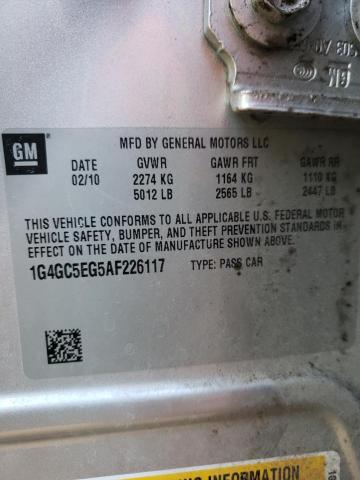 GM
MFD BY GENERAL MOTORS LLC
DATE GVWR GAWR FRT GAWR RR
02/10 2274 KG 1164 KG 1110 KG
5012 LB 2565 LB 2447 LB
THIS VEHICLE CONFORMS TO ALL APPLICABLE U.S. FEDERAL MOTOR
VEHICLE SAFETY, BUMPER, AND THEFT PREVENTION STANDARDS IN
EFFECT ON THE DATE OF MANUFACTURE SHOWN ABOVE.
1G4GC5EG5AF226117 TYPE: PASS CAR
INFORMATION